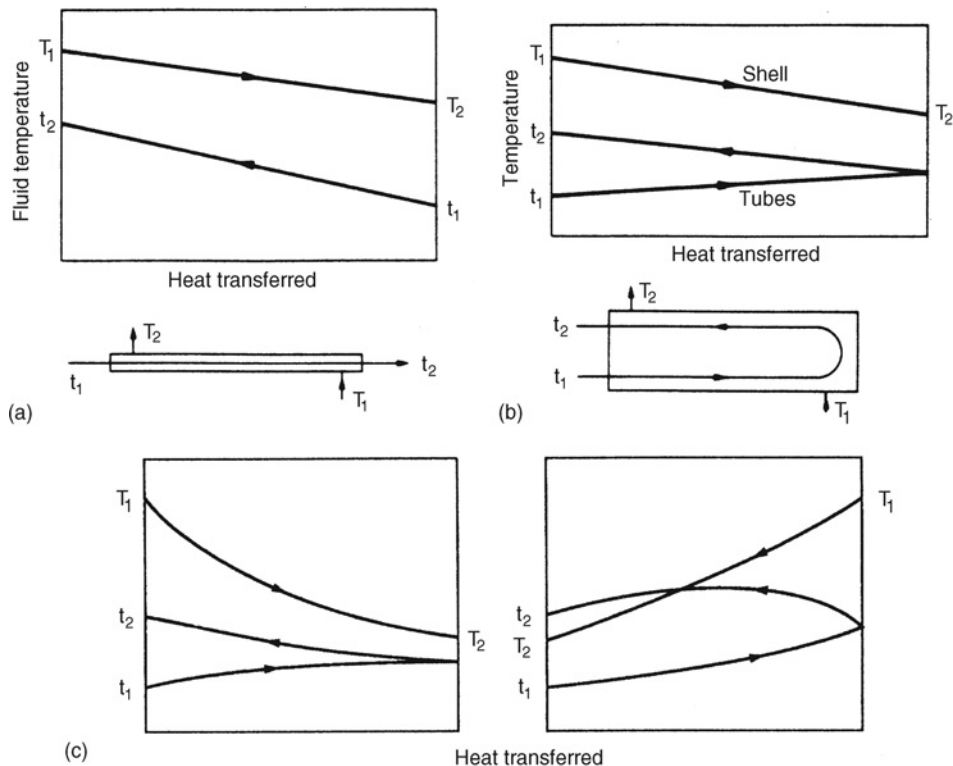 T₁
Fluid temperature
t₂
T₂
t₁
Heat transferred
T₂
t₁
t₂
T₁
(a)
T₁
Shell
Temperature
t₂
T₂
t₁
Tubes
Heat transferred
T₂
t₂
t₁
T₁
(b)
T₁
t₂
T₂
t₁
T₁
t₂
T₂
t₁
(c)
Heat transferred